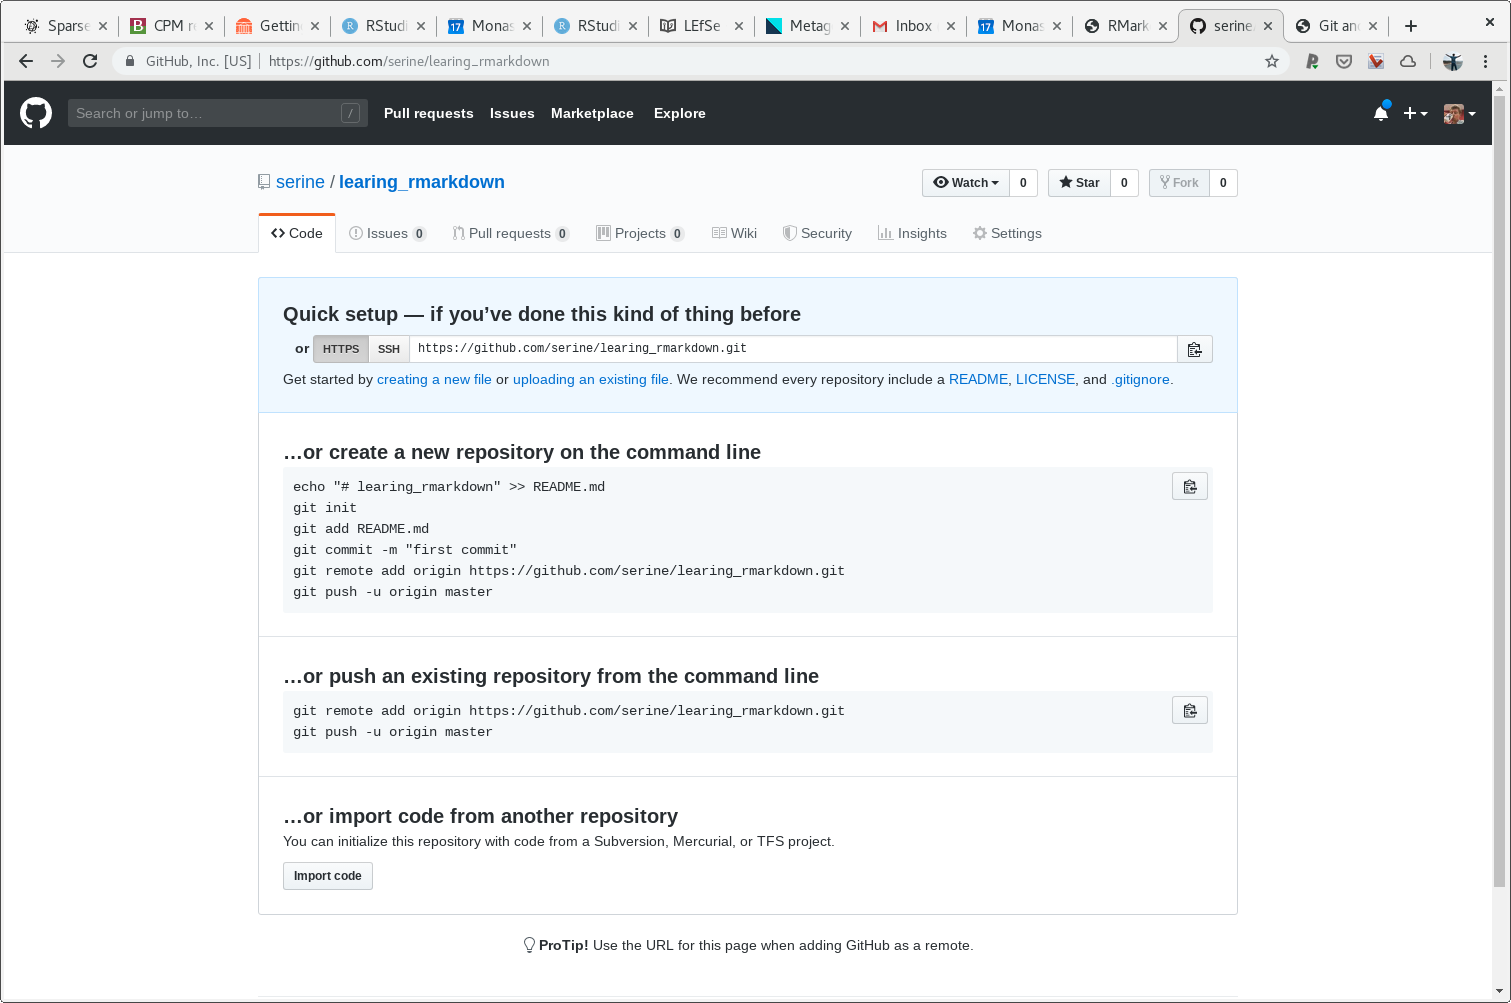 Sparse CPM re Gettin RStudi Monas RStudi LEfSe Metag Inbox Monas RMark serine Git an
GitHub, Inc. [US] https://github.com/serine/learing_rmarkdown
Search or jump to… / Pull requests Issues Marketplace Explore
serine / learing_rmarkdown Watch 0 Star 0 Fork 0
Code Issues 0 Pull requests 0 Projects 0 Wiki Security Insights Settings
Quick setup — if you’ve done this kind of thing before
or HTTPS SSH https://github.com/serine/learing_rmarkdown.git
Get started by creating a new file or uploading an existing file. We recommend every repository include a README, LICENSE, and .gitignore.
…or create a new repository on the command line
echo "# learing_rmarkdown" >> README.md
git init
git add README.md
git commit -m "first commit"
git remote add origin https://github.com/serine/learing_rmarkdown.git
git push -u origin master
…or push an existing repository from the command line
git remote add origin https://github.com/serine/learing_rmarkdown.git
git push -u origin master
…or import code from another repository
You can initialize this repository with code from a Subversion, Mercurial, or TFS project.
Import code
ProTip! Use the URL for this page when adding GitHub as a remote.